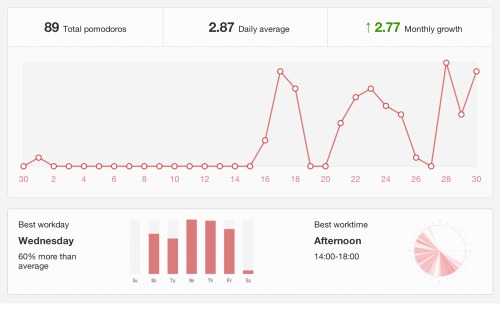 89 Total pomodoros
2.87 Daily average
↑ 2.77 Monthly growth
30 2 4 6 8 10 12 14 16 18 20 22 24 26 28 30
Best workday
Wednesday
60% more than
average
Su Mo Tu We Th Fr Sa
Best worktime
Afternoon
14:00-18:00